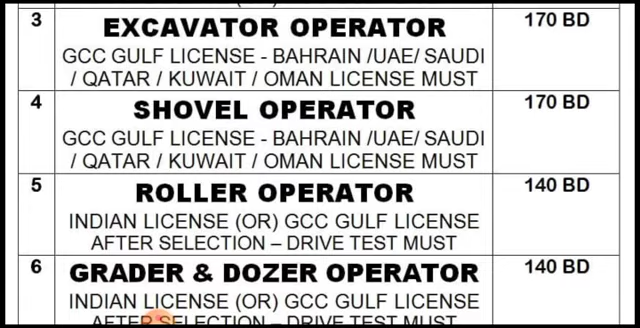 3 EXCAVATOR OPERATOR 170 BD
GCC GULF LICENSE - BAHRAIN /UAE/ SAUDI
/ QATAR / KUWAIT / OMAN LICENSE MUST
4 SHOVEL OPERATOR 170 BD
GCC GULF LICENSE - BAHRAIN /UAE/ SAUDI
/ QATAR / KUWAIT / OMAN LICENSE MUST
5 ROLLER OPERATOR 140 BD
INDIAN LICENSE (OR) GCC GULF LICENSE
AFTER SELECTION – DRIVE TEST MUST
6 GRADER & DOZER OPERATOR 140 BD
INDIAN LICENSE (OR) GCC GULF LICENSE
AFTER SELECTION – DRIVE TEST MUST